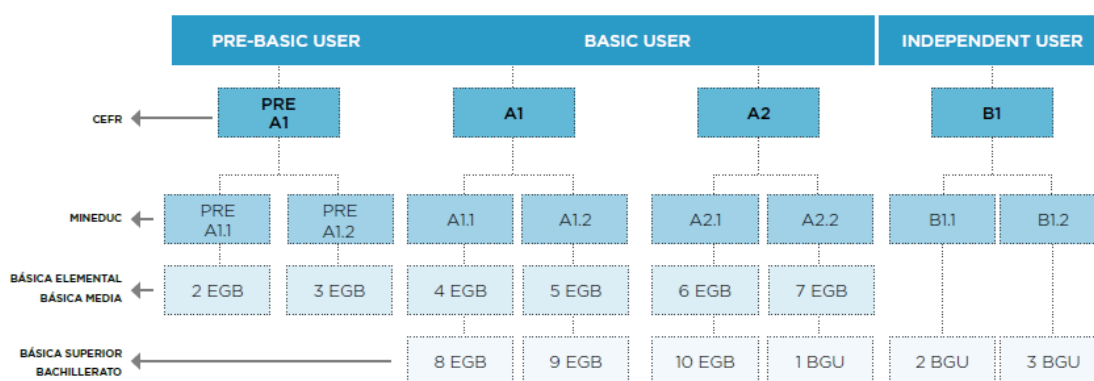 PRE-BASIC USER BASIC USER INDEPENDENT USER
CEFR
PRE
A1
A1
A2
B1
MINEDUC
PRE
A1.1
PRE
A1.2
A1.1
A1.2
A2.1
A2.2
B1.1
B1.2
BÁSICA ELEMENTAL
BÁSICA MEDIA
2 EGB
3 EGB
4 EGB
5 EGB
6 EGB
7 EGB
BÁSICA SUPERIOR
BACHILLERATO
8 EGB
9 EGB
10 EGB
1 BGU
2 BGU
3 BGU